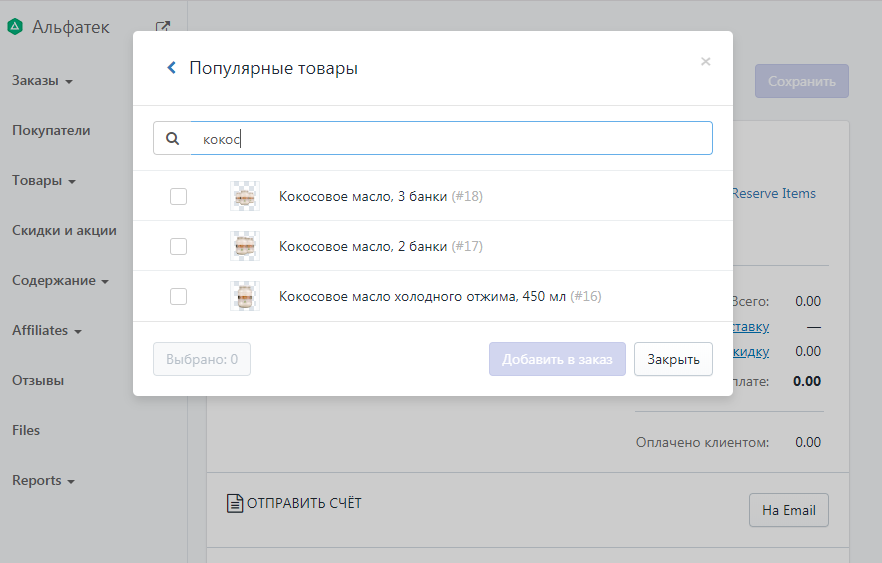 Альфатек
Заказы
Покупатели
Товары
Скидки и акции
Содержание
Affiliates
Отзывы
Files
Reports
Популярные товары
×
кокос
Кокосовое масло, 3 банки (#18)
Кокосовое масло, 2 банки (#17)
Кокосовое масло холодного отжима, 450 мл (#16)
Выбрано: 0
Добавить в заказ
Закрыть
Сохранить
Reserve Items
Всего: 0.00
ставку —
кидку 0.00
плате: 0.00
Оплачено клиентом: 0.00
ОТПРАВИТЬ СЧЁТ
На Email